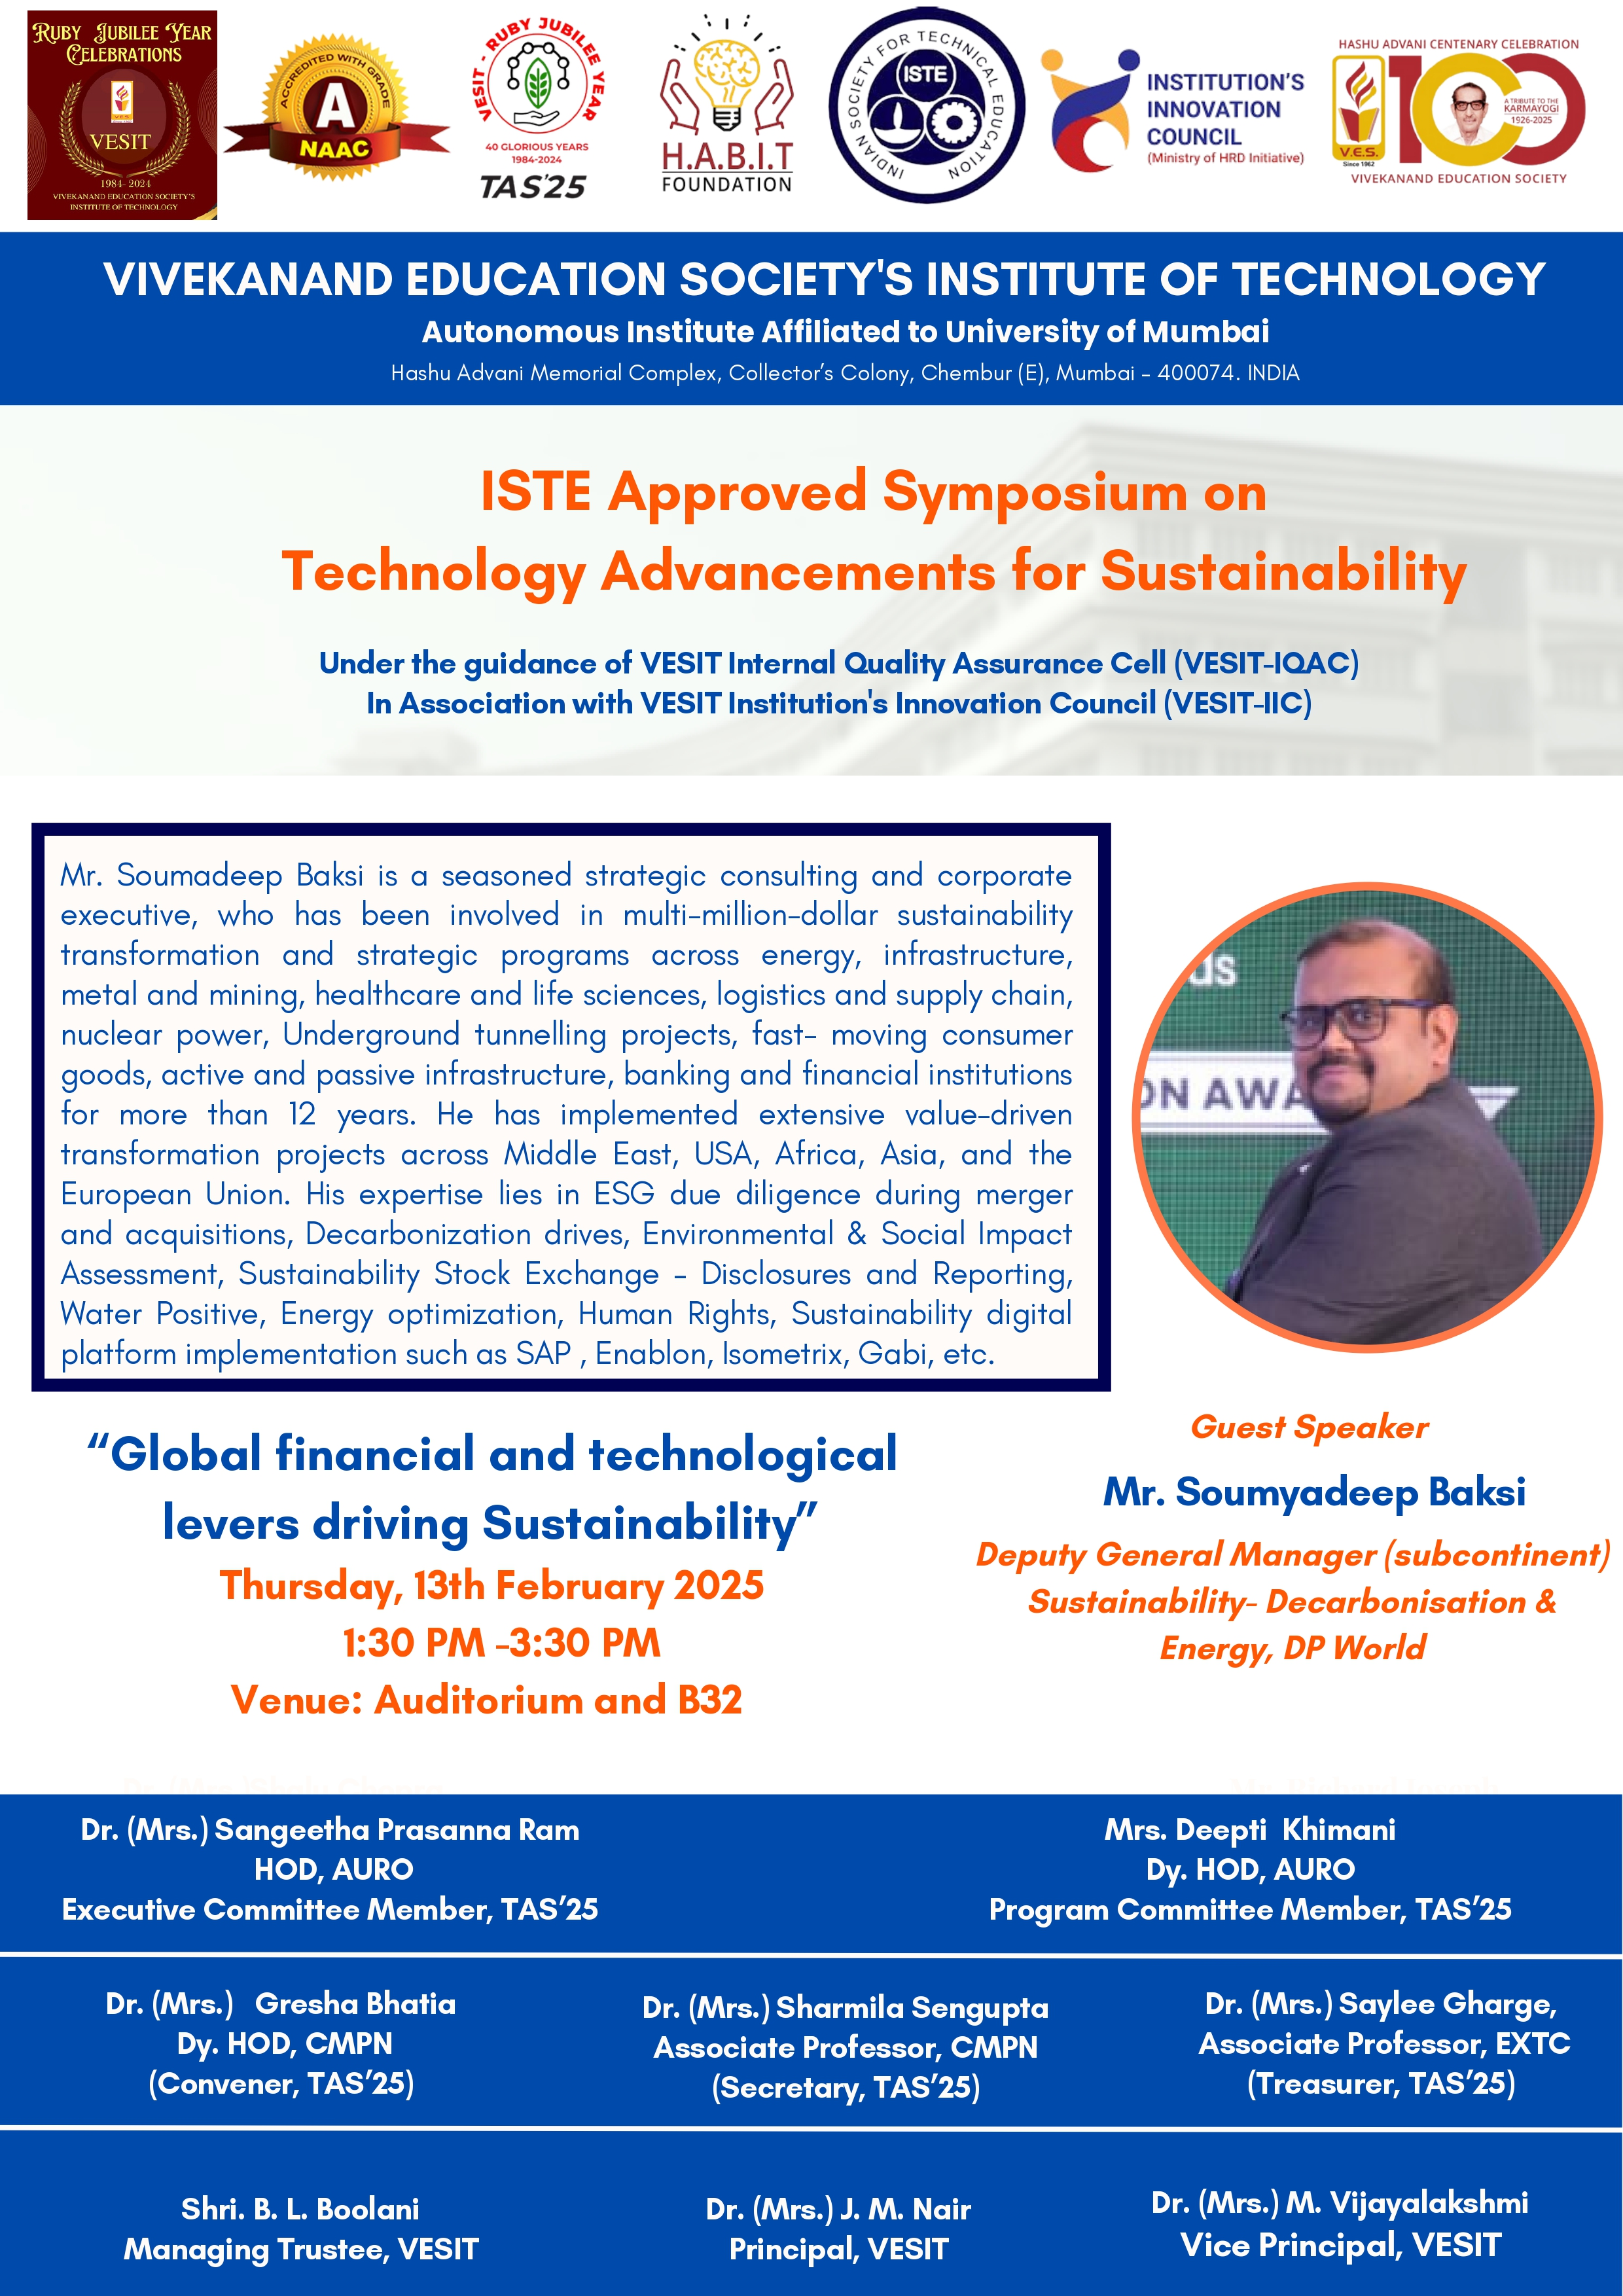 RUBY JUBILEE YEAR
CELEBRATIONS
V.E.S.
VESIT
1984-2024
VIVEKANAND EDUCATION SOCIETY'S
INSTITUTE OF TECHNOLOGY
ACCREDITED WITH GRADE
A
NAAC
VESIT - RUBY JUBILEE YEAR
40 GLORIOUS YEARS
1984-2024
TAS'25
H.A.B.I.T
FOUNDATION
INDIAN SOCIETY FOR TECHNICAL EDUCATION
ISTE
INSTITUTION'S
INNOVATION
COUNCIL
(Ministry of HRD Initiative)
HASHU ADVANI CENTENARY CELEBRATION
V.E.S.
Since 1962
100
A TRIBUTE TO THE
KARMAYOGI
1926-2025
VIVEKANAND EDUCATION SOCIETY
VIVEKANAND EDUCATION SOCIETY'S INSTITUTE OF TECHNOLOGY
Autonomous Institute Affiliated to University of Mumbai
Hashu Advani Memorial Complex, Collector's Colony, Chembur (E), Mumbai - 400074. INDIA
ISTE Approved Symposium on
Technology Advancements for Sustainability
Under the guidance of VESIT Internal Quality Assurance Cell (VESIT-IQAC)
In Association with VESIT Institution's Innovation Council (VESIT-IIC)
Mr. Soumadeep Baksi is a seasoned strategic consulting and corporate
executive, who has been involved in multi-million-dollar sustainability
transformation and strategic programs across energy, infrastructure,
metal and mining, healthcare and life sciences, logistics and supply chain,
nuclear power, Underground tunnelling projects, fast- moving consumer
goods, active and passive infrastructure, banking and financial institutions
for more than 12 years. He has implemented extensive value-driven
transformation projects across Middle East, USA, Africa, Asia, and the
European Union. His expertise lies in ESG due diligence during merger
and acquisitions, Decarbonization drives, Environmental & Social Impact
Assessment, Sustainability Stock Exchange - Disclosures and Reporting,
Water Positive, Energy optimization, Human Rights, Sustainability digital
platform implementation such as SAP , Enablon, Isometrix, Gabi, etc.
ds
ON AWA
Guest Speaker
Mr. Soumyadeep Baksi
Deputy General Manager (subcontinent)
Sustainability- Decarbonisation &
Energy, DP World
“Global financial and technological
levers driving Sustainability”
Thursday, 13th February 2025
1:30 PM -3:30 PM
Venue: Auditorium and B32
Dr. (Mrs.) Sangeetha Prasanna Ram
HOD, AURO
Executive Committee Member, TAS'25
Mrs. Deepti Khimani
Dy. HOD, AURO
Program Committee Member, TAS'25
Dr. (Mrs.) Gresha Bhatia
Dy. HOD, CMPN
(Convener, TAS'25)
Dr. (Mrs.) Sharmila Sengupta
Associate Professor, CMPN
(Secretary, TAS'25)
Dr. (Mrs.) Saylee Gharge,
Associate Professor, EXTC
(Treasurer, TAS'25)
Shri. B. L. Boolani
Managing Trustee, VESIT
Dr. (Mrs.) J. M. Nair
Principal, VESIT
Dr. (Mrs.) M. Vijayalakshmi
Vice Principal, VESIT